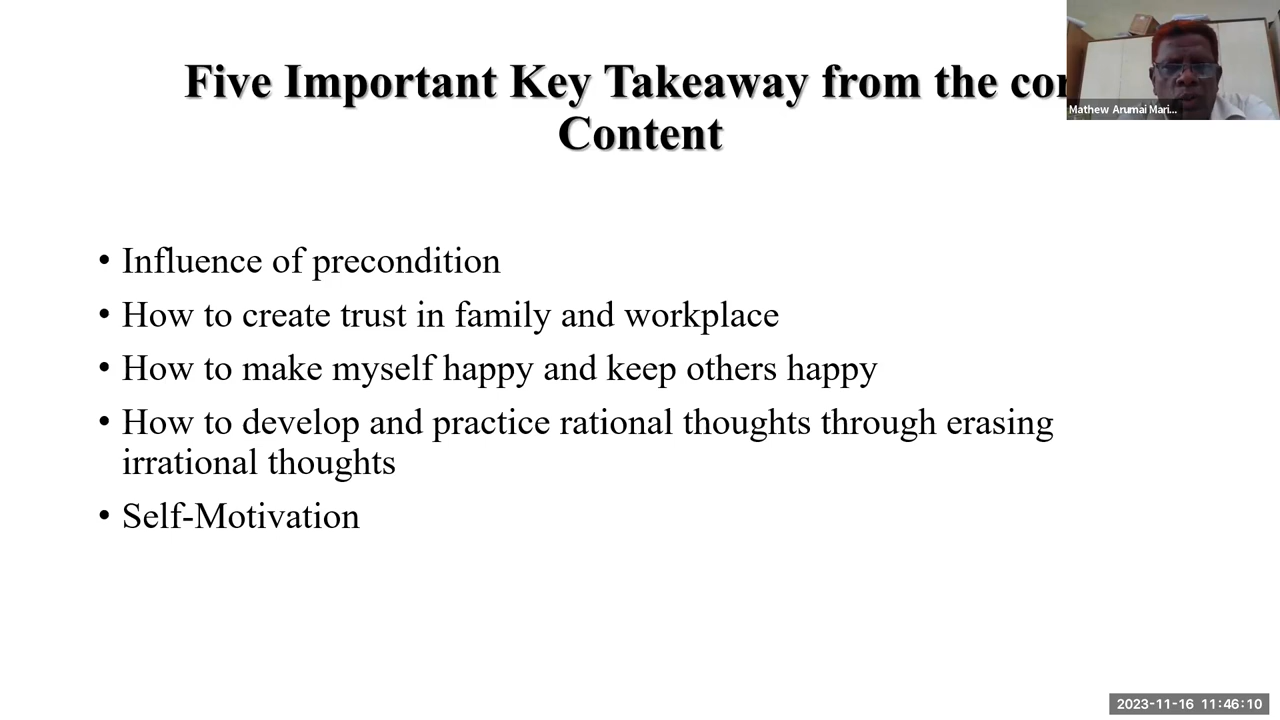 Five Important Key Takeaway from the
Content
Mathew Arumai Mari...
• Influence of precondition
• How to create trust in family and workplace
• How to make myself happy and keep others happy
• How to develop and practice rational thoughts through erasing
irrational thoughts
• Self-Motivation
2023-11-16 11:46:10